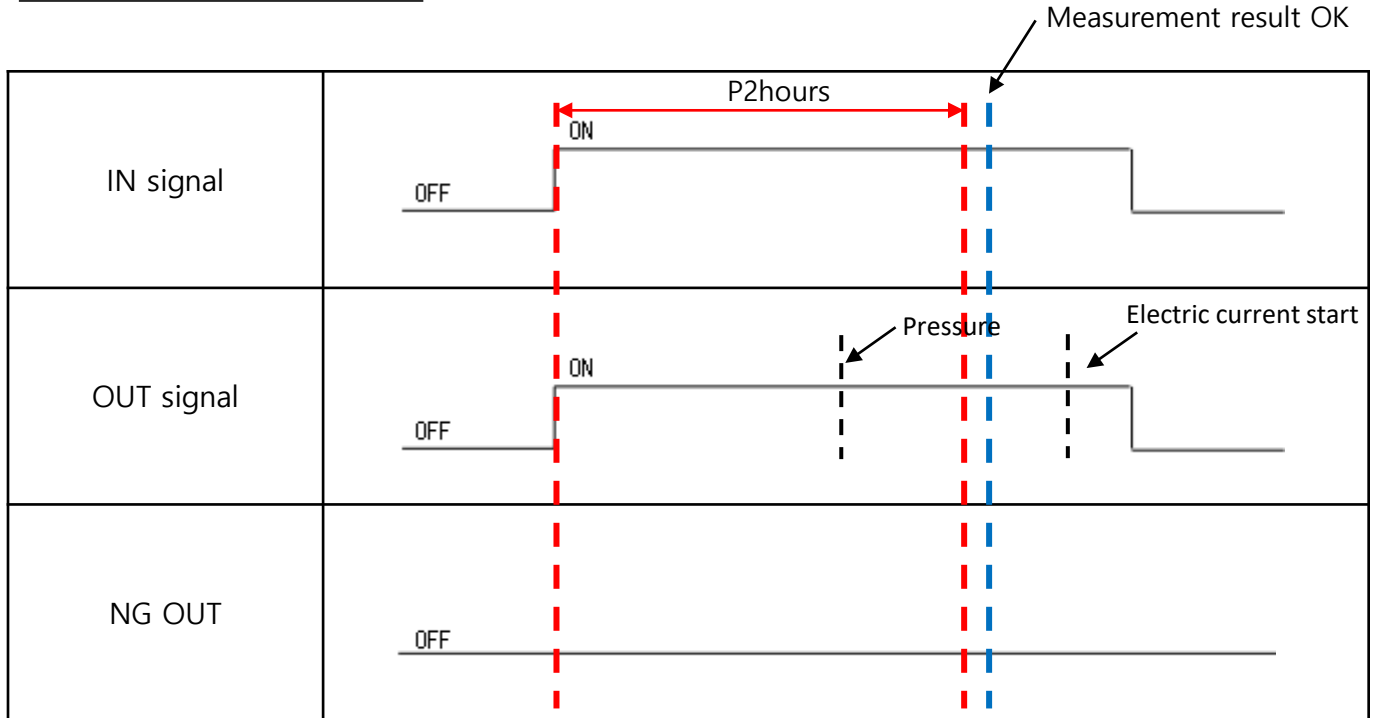 Measurement result OK
P2hours
IN signal
ON
OFF
Pressure
Electric current start
OUT signal
ON
OFF
NG OUT
OFF